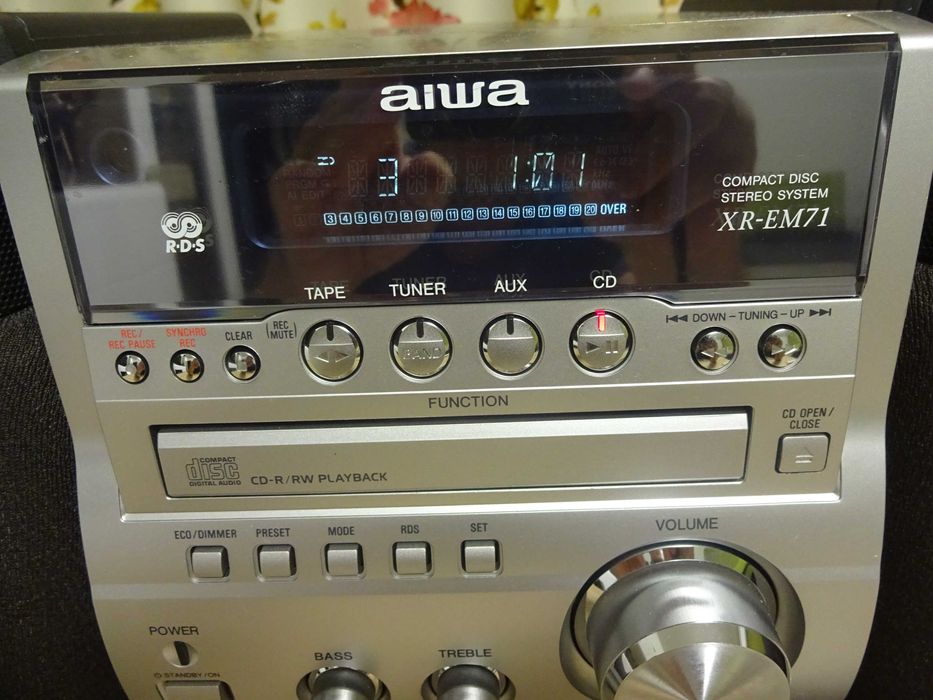 aiwa
3 1:01
3 4 5 6 7 8 9 10 11 12 13 14 15 16 17 18 19 20 OVER
COMPACT DISC
STEREO SYSTEM
XR-EM71
R·D·S
TAPE TUNER AUX CD
REC/
REC PAUSE
SYNCHRO
REC
CLEAR
REC
MUTE
BAND
DOWN – TUNING – UP
FUNCTION
CD OPEN/
CLOSE
COMPACT
disc
DIGITAL AUDIO
CD-R/RW PLAYBACK
ECO/DIMMER PRESET MODE RDS SET
VOLUME
POWER
STANDBY/ON
BASS TREBLE